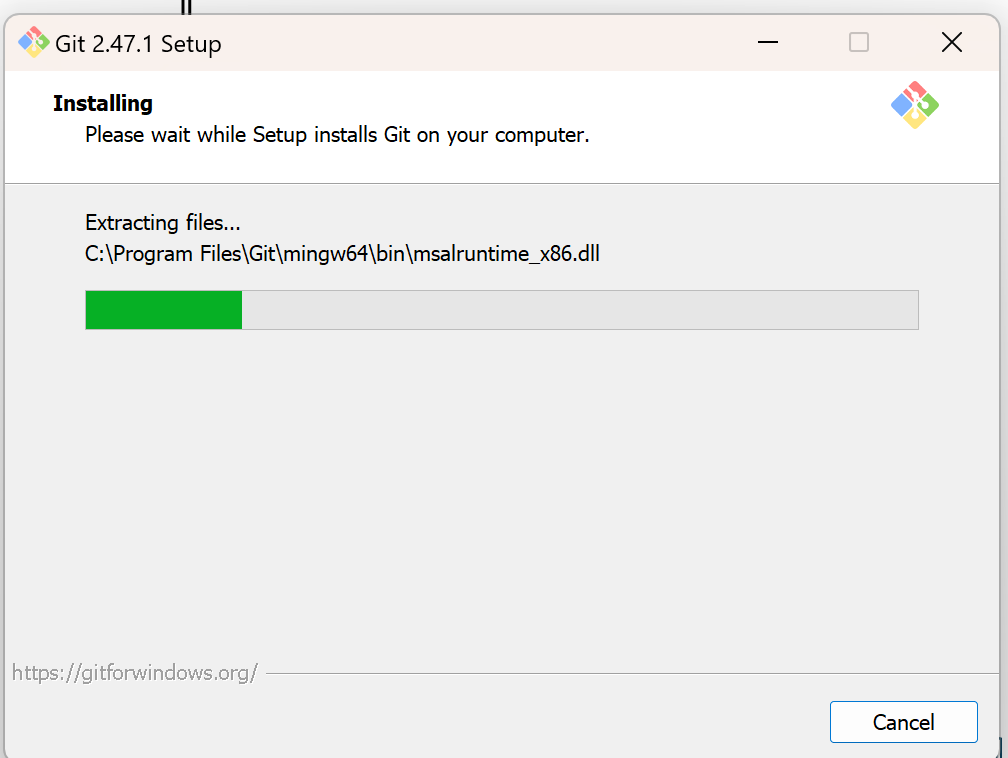 Git 2.47.1 Setup
Installing
Please wait while Setup installs Git on your computer.
Extracting files...
C:\Program Files\Git\mingw64\bin\msalruntime_x86.dll
https://gitforwindows.org/
Cancel